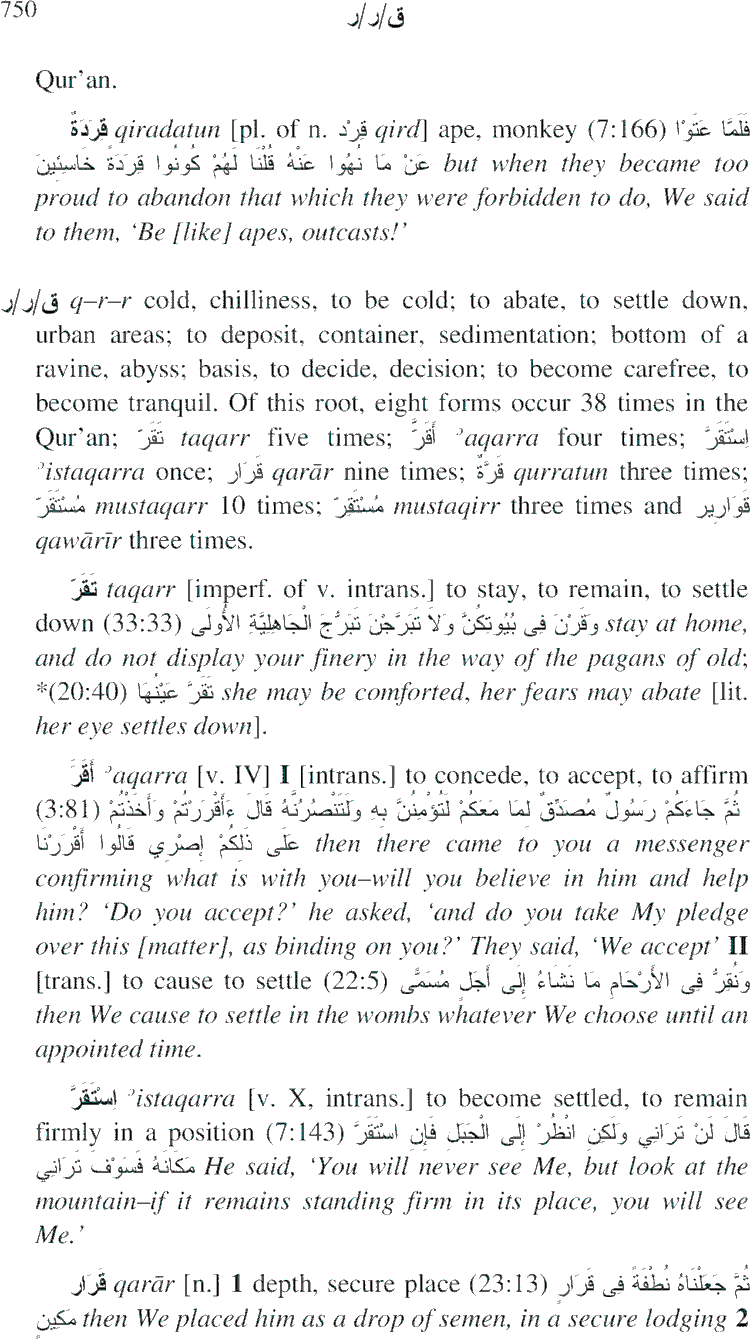 750
ق/ر/ر
Qur’an.
قِرَدَةٌ qiradatun [pl. of n. قِرْد qird] ape, monkey (7:166) فَلَمَّا عَتَوْا
عَنْ مَا نُهُوا عَنْهُ قُلْنَا لَهُمْ كُونُوا قِرَدَةً خَاسِئِينَ but when they became too
proud to abandon that which they were forbidden to do, We said
to them, ‘Be [like] apes, outcasts!’
ق/ر/ر q–r–r cold, chilliness, to be cold; to abate, to settle down,
urban areas; to deposit, container, sedimentation; bottom of a
ravine, abyss; basis, to decide, decision; to become carefree, to
become tranquil. Of this root, eight forms occur 38 times in the
Qur’an; تَقَرّ taqarr five times; أَقَرَّ ʾaqarra four times; اِسْتَقَرَّ
ʾistaqarra once; قَرَار qarār nine times; قُرَّةٌ qurratun three times;
مُسْتَقَرّ mustaqarr 10 times; مُسْتَقِرّ mustaqirr three times and قَوَارِير
qawārīr three times.
تَقَرّ taqarr [imperf. of v. intrans.] to stay, to remain, to settle
down (33:33) وَقَرْنَ فِى بُيُوتِكُنَّ وَلاَ تَبَرَّجْنَ تَبَرُّجَ الْجَاهِلِيَّةِ الأُولَى stay at home,
and do not display your finery in the way of the pagans of old;
*(20:40) تَقَرَّ عَيْنُهَا she may be comforted, her fears may abate [lit.
her eye settles down].
أَقَرَّ ʾaqarra [v. IV] I [intrans.] to concede, to accept, to affirm
(3:81) ثُمَّ جَاءَكُمْ رَسُولٌ مُصَدِّقٌ لِمَا مَعَكُمْ لَتُؤْمِنُنَّ بِهِ وَلَتَنْصُرُنَّهُ قَالَ ءَأَقْرَرْتُمْ وَأَخَذْتُمْ
عَلَى ذَلِكُمْ إِصْرِي قَالُوا أَقْرَرْنَا then there came to you a messenger
confirming what is with you–will you believe in him and help
him? ‘Do you accept?’ he asked, ‘and do you take My pledge
over this [matter], as binding on you?’ They said, ‘We accept’ II
[trans.] to cause to settle (22:5) وَنُقِرُّ فِى الأَرْحَامِ مَا نَشَاءُ إِلَى أَجَلٍ مُسَمًّى
then We cause to settle in the wombs whatever We choose until an
appointed time.
اِسْتَقَرَّ ʾistaqarra [v. X, intrans.] to become settled, to remain
firmly in a position (7:143) قَالَ لَنْ تَرَانِي وَلَكِنِ انْظُرْ إِلَى الْجَبَلِ فَإِنِ اسْتَقَرَّ
مَكَانَهُ فَسَوْفَ تَرَانِي He said, ‘You will never see Me, but look at the
mountain–if it remains standing firm in its place, you will see
Me.’
قَرَار qarār [n.] 1 depth, secure place (23:13) ثُمَّ جَعَلْنَاهُ نُطْفَةً فِى قَرَارٍ
مَكِينٍ then We placed him as a drop of semen, in a secure lodging 2